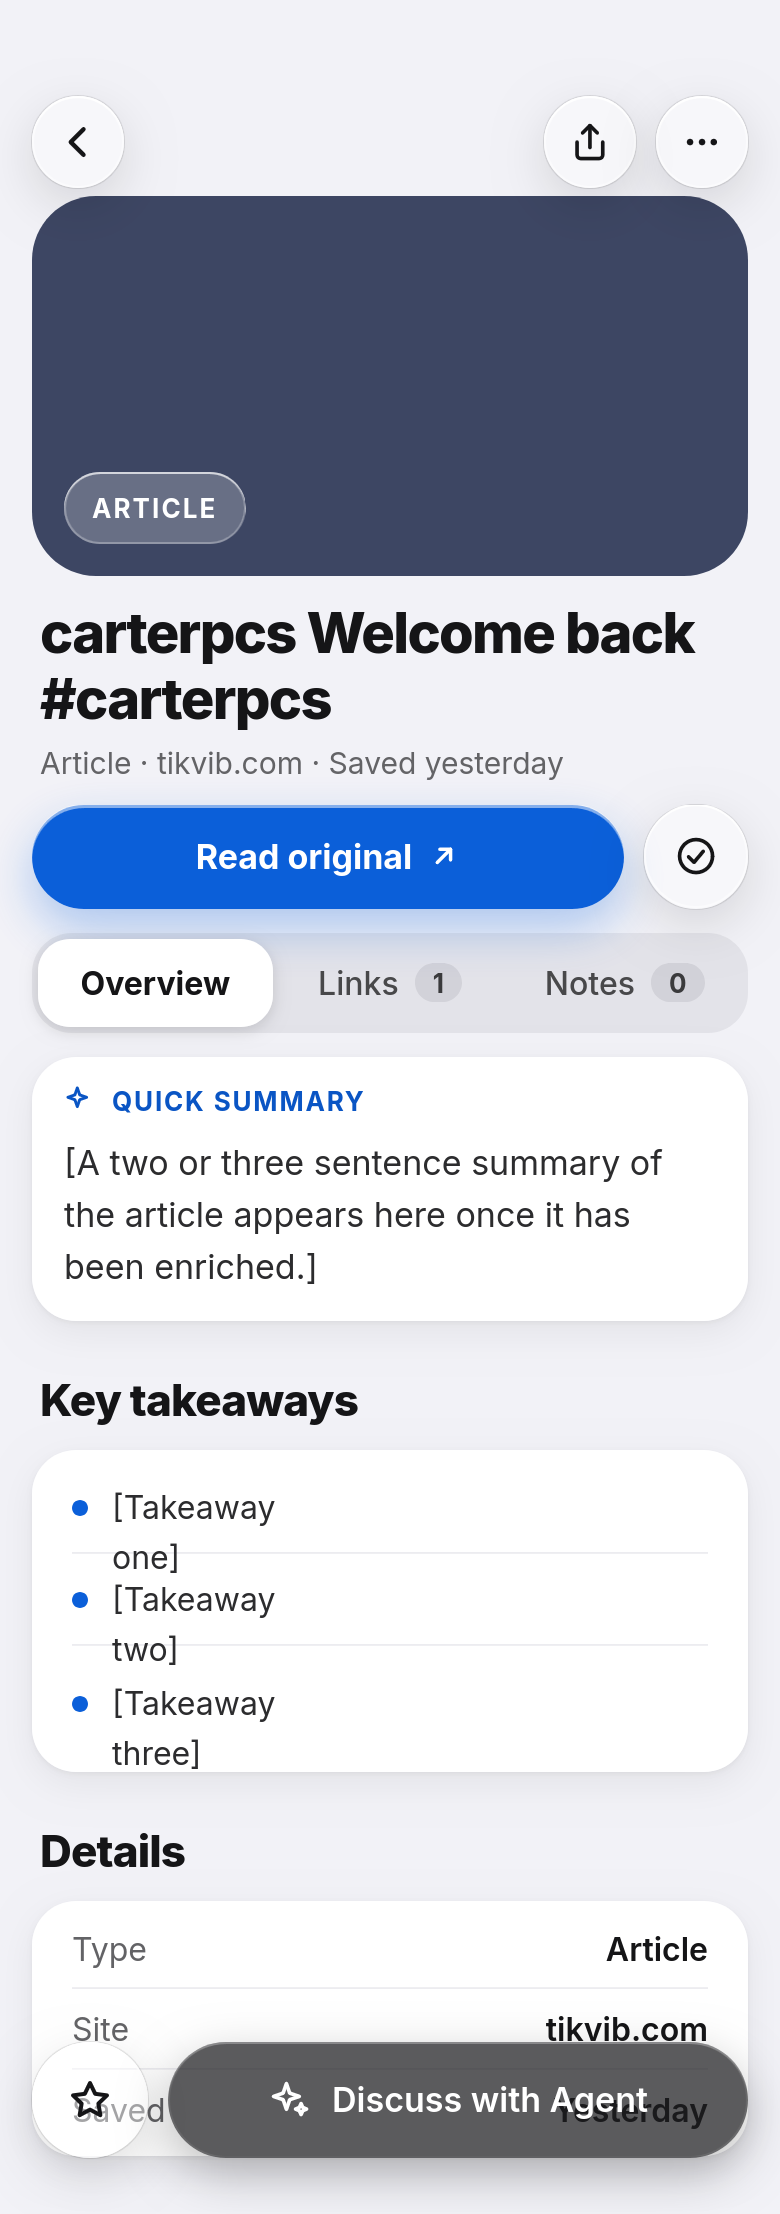 ARTICLE
carterpcs Welcome back
#carterpcs
Article · tikvib.com · Saved yesterday
Read original
Overview
Links 1
Notes 0
QUICK SUMMARY
[A two or three sentence summary of
the article appears here once it has
been enriched.]
Key takeaways
[Takeaway
one]
[Takeaway
two]
[Takeaway
three]
Details
Type Article
Site tikvib.com
Saved Yesterday
Discuss with Agent